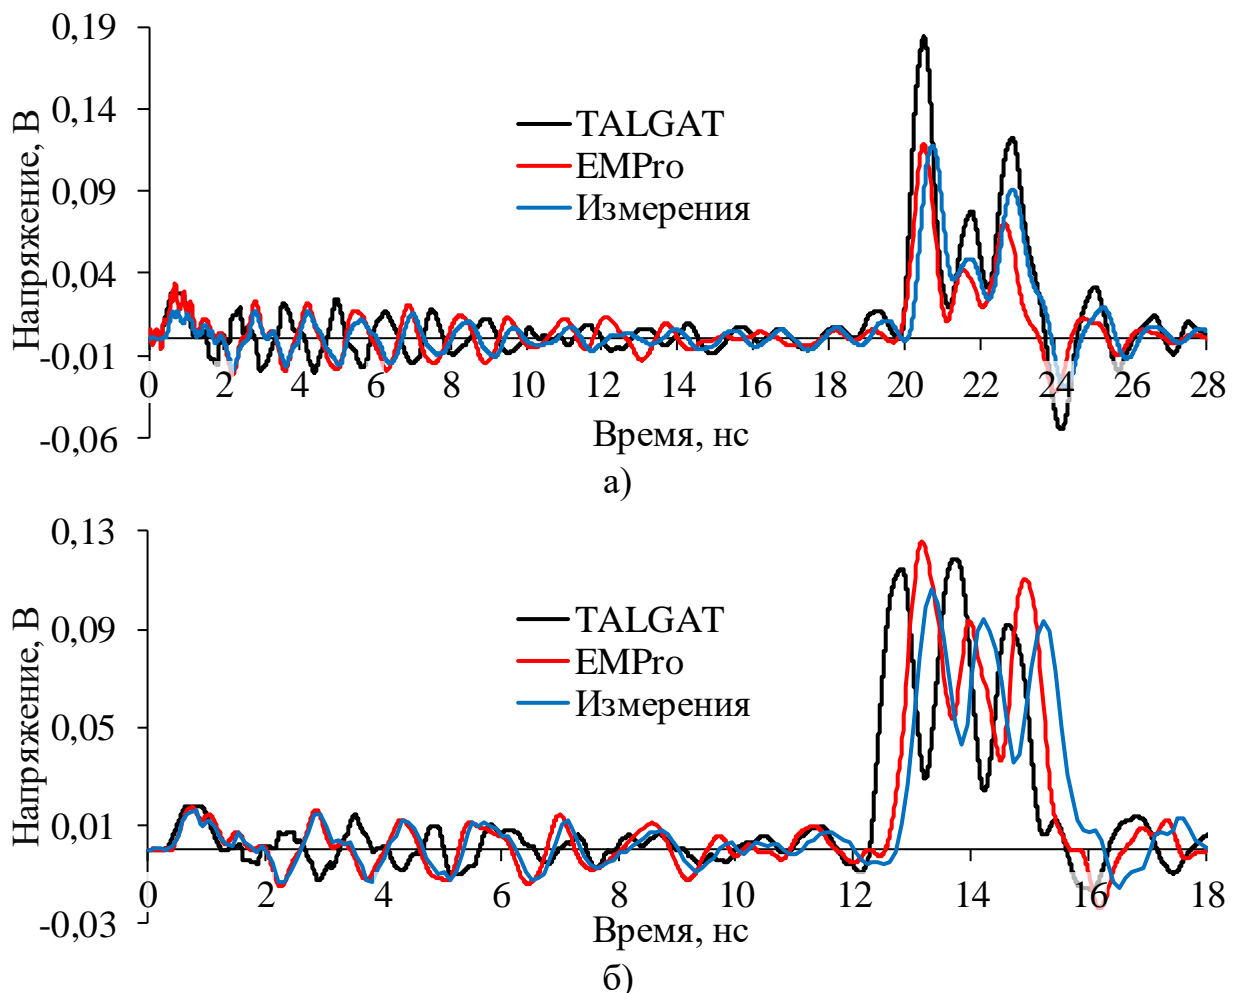 0,19
0,14
0,09
0,04
-0,01
-0,06
Напряжение, В
TALGAT
EMPro
Измерения
0 2 4 6 8 10 12 14 16 18 20 22 24 26 28
Время, нс
а)
0,13
0,09
0,05
0,01
-0,03
Напряжение, В
TALGAT
EMPro
Измерения
0 2 4 6 8 10 12 14 16 18
Время, нс
б)